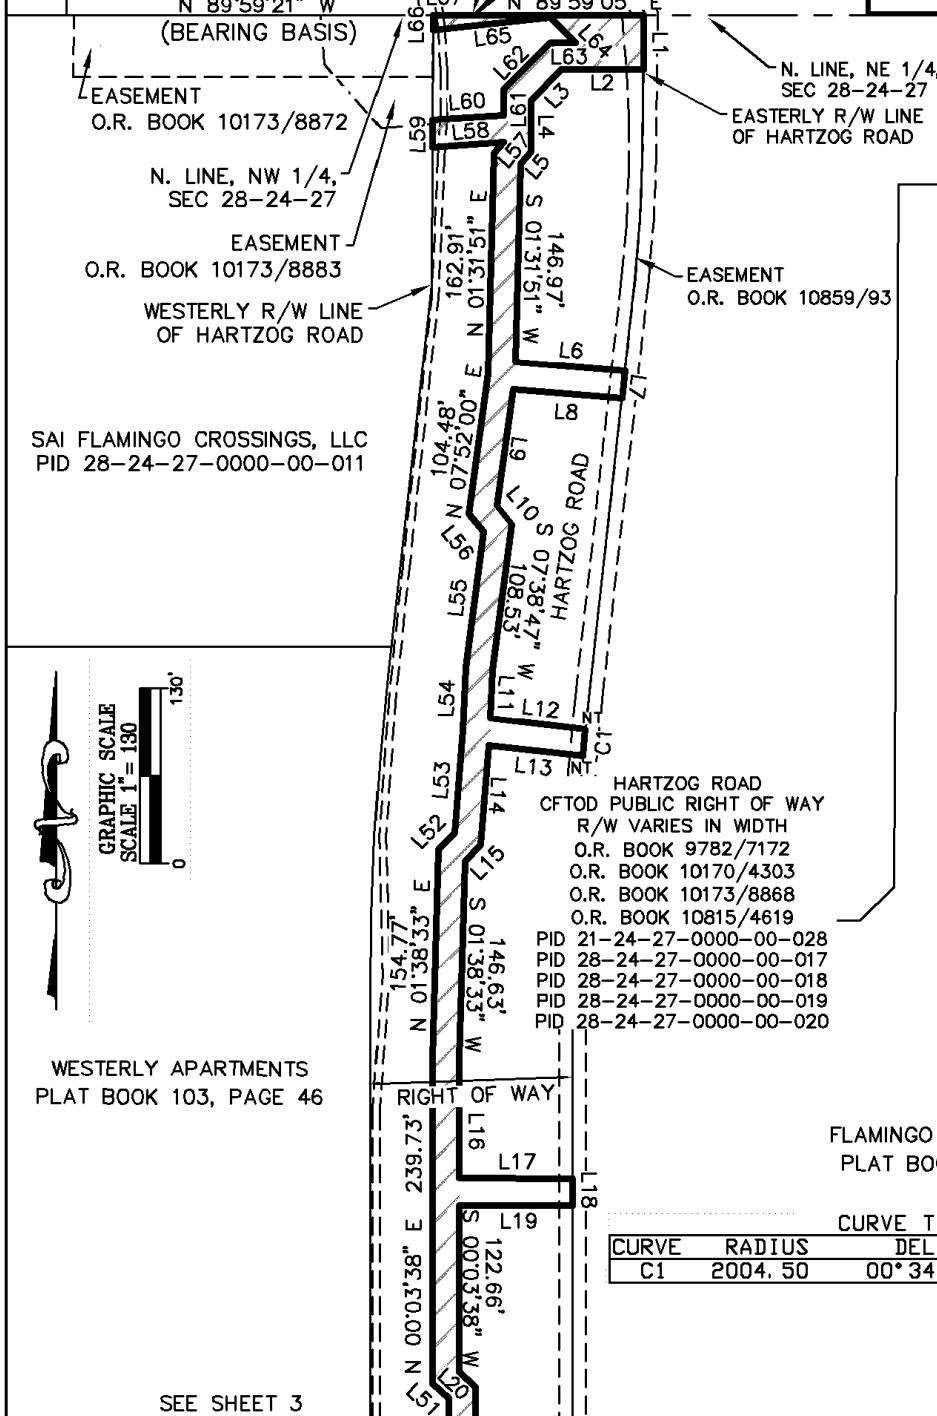 N 89°59'21" W
(BEARING BASIS)
L66
L67
N 89°59'05" E
L65
L64
L1
L62
L63
L2
L3
N. LINE, NE 1/4,
SEC 28-24-27
EASTERLY R/W LINE
OF HARTZOG ROAD
EASEMENT
O.R. BOOK 10173/8872
L60
L61
L59
L58
L57
L4
L5
N. LINE, NW 1/4,
SEC 28-24-27
EASEMENT
O.R. BOOK 10173/8883
WESTERLY R/W LINE
OF HARTZOG ROAD
162.91'
N 01°31'51" E
146.97'
S 01°31'51" W
EASEMENT
O.R. BOOK 10859/93
L6
L7
L8
SAI FLAMINGO CROSSINGS, LLC
PID 28-24-27-0000-00-011
104.48'
N 07°52'00" E
L9
L10
HARTZOG ROAD
S 07°38'47" W
108.53'
L56
L55
L54
L11
L12
NT
C1
NT
L13
L53
L14
L52
L15
GRAPHIC SCALE
SCALE 1" = 130
0
130'
HARTZOG ROAD
CFTOD PUBLIC RIGHT OF WAY
R/W VARIES IN WIDTH
O.R. BOOK 9782/7172
O.R. BOOK 10170/4303
O.R. BOOK 10173/8868
O.R. BOOK 10815/4619
PID 21-24-27-0000-00-028
PID 28-24-27-0000-00-017
PID 28-24-27-0000-00-018
PID 28-24-27-0000-00-019
PID 28-24-27-0000-00-020
154.77'
N 01°38'33" E
146.63'
S 01°38'33" W
WESTERLY APARTMENTS
PLAT BOOK 103, PAGE 46
RIGHT OF WAY
L16
L17
L18
L19
N 00°03'38" E 239.73'
122.66'
S 00°03'38" W
FLAMINGO
PLAT BO
CURVE T
CURVE RADIUS DEL
C1 2004.50 00°34
L20
L51
SEE SHEET 3